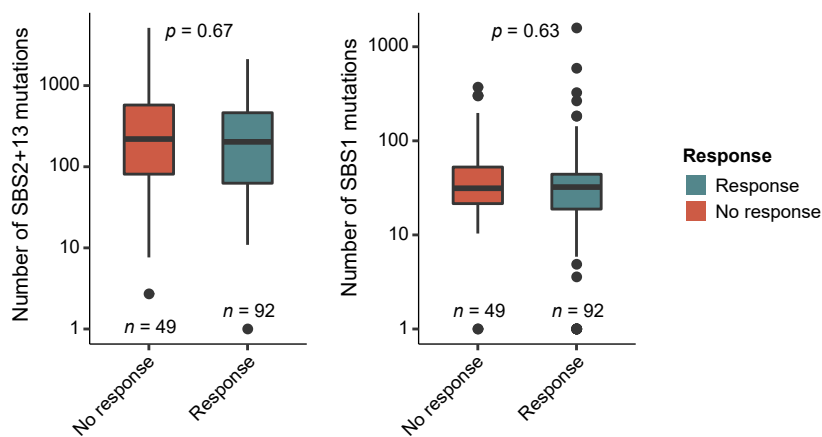 Number of SBS2+13 mutations
1000
100
10
1
p = 0.67
n = 49
n = 92
No response
Response
Number of SBS1 mutations
1000
100
10
1
p = 0.63
n = 49
n = 92
No response
Response
Response
Response
No response